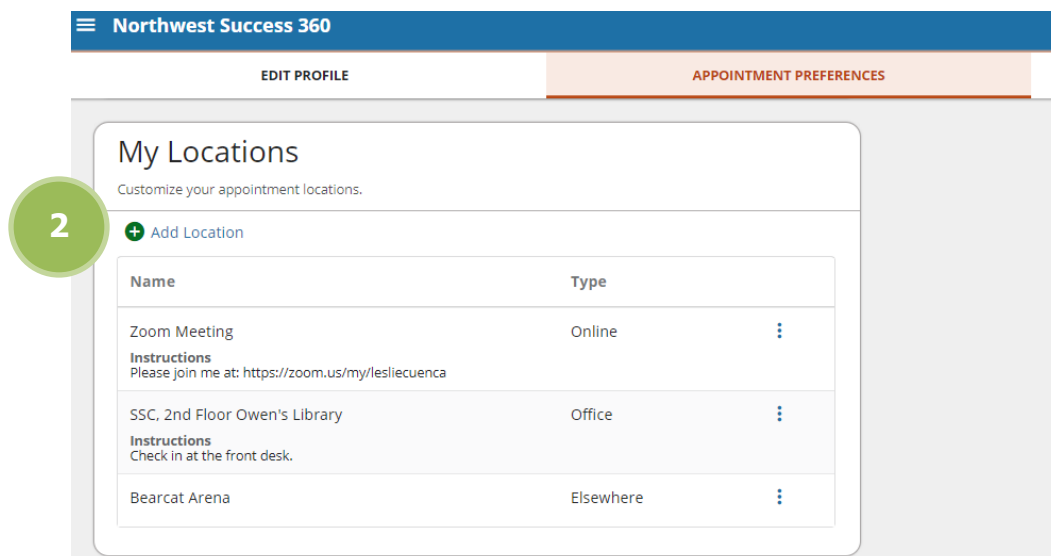 Northwest Success 360
EDIT PROFILE
APPOINTMENT PREFERENCES
My Locations
Customize your appointment locations.
2
Add Location
Name Type
Zoom Meeting Online
Instructions
Please join me at: https://zoom.us/my/lesliecuenca
SSC, 2nd Floor Owen's Library Office
Instructions
Check in at the front desk.
Bearcat Arena Elsewhere